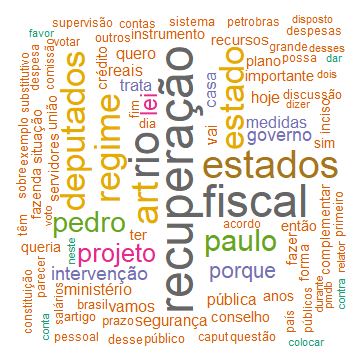 favor
supervisão
contas
sistema
petrobras
disposto
votar
outros
instrumento
grande
despesas
desses
dar
despesa
comissão
crédito
reais
quero
recursos
plano
possa
dois
substitutivo
deputados
regime
trata
lei
casa
estado
importante
hoje
discussão
dizer
exemplo
união
fim
dia
vai
medidas
governo
inciso
sim
sobre
situação
servidores
art
rio
recuperação
estados
fiscal
fazenda
voto
pedro
paulo
acordo
têm
queria
projeto
ter
porque
fazer
então
complementar
primeiro
parecer
neste
intervenção
ministério
pública
anos
forma
contra
relator
constituição
salários
brasil
vamos
segurança
conselho
país
públicos
durante
pmdb
conta
artigo
prazo
pessoal
desse
público
caput
questão
colocar